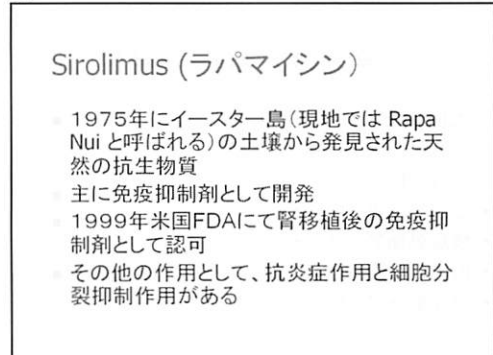 Sirolimus (ラパマイシン)
1975年にイースター島(現地では Rapa
Nui と呼ばれる)の土壌から発見された天
然の抗生物質
主に免疫抑制剤として開発
1999年米国FDAにて腎移植後の免疫抑
制剤として認可
その他の作用として、抗炎症作用と細胞分
裂抑制作用がある